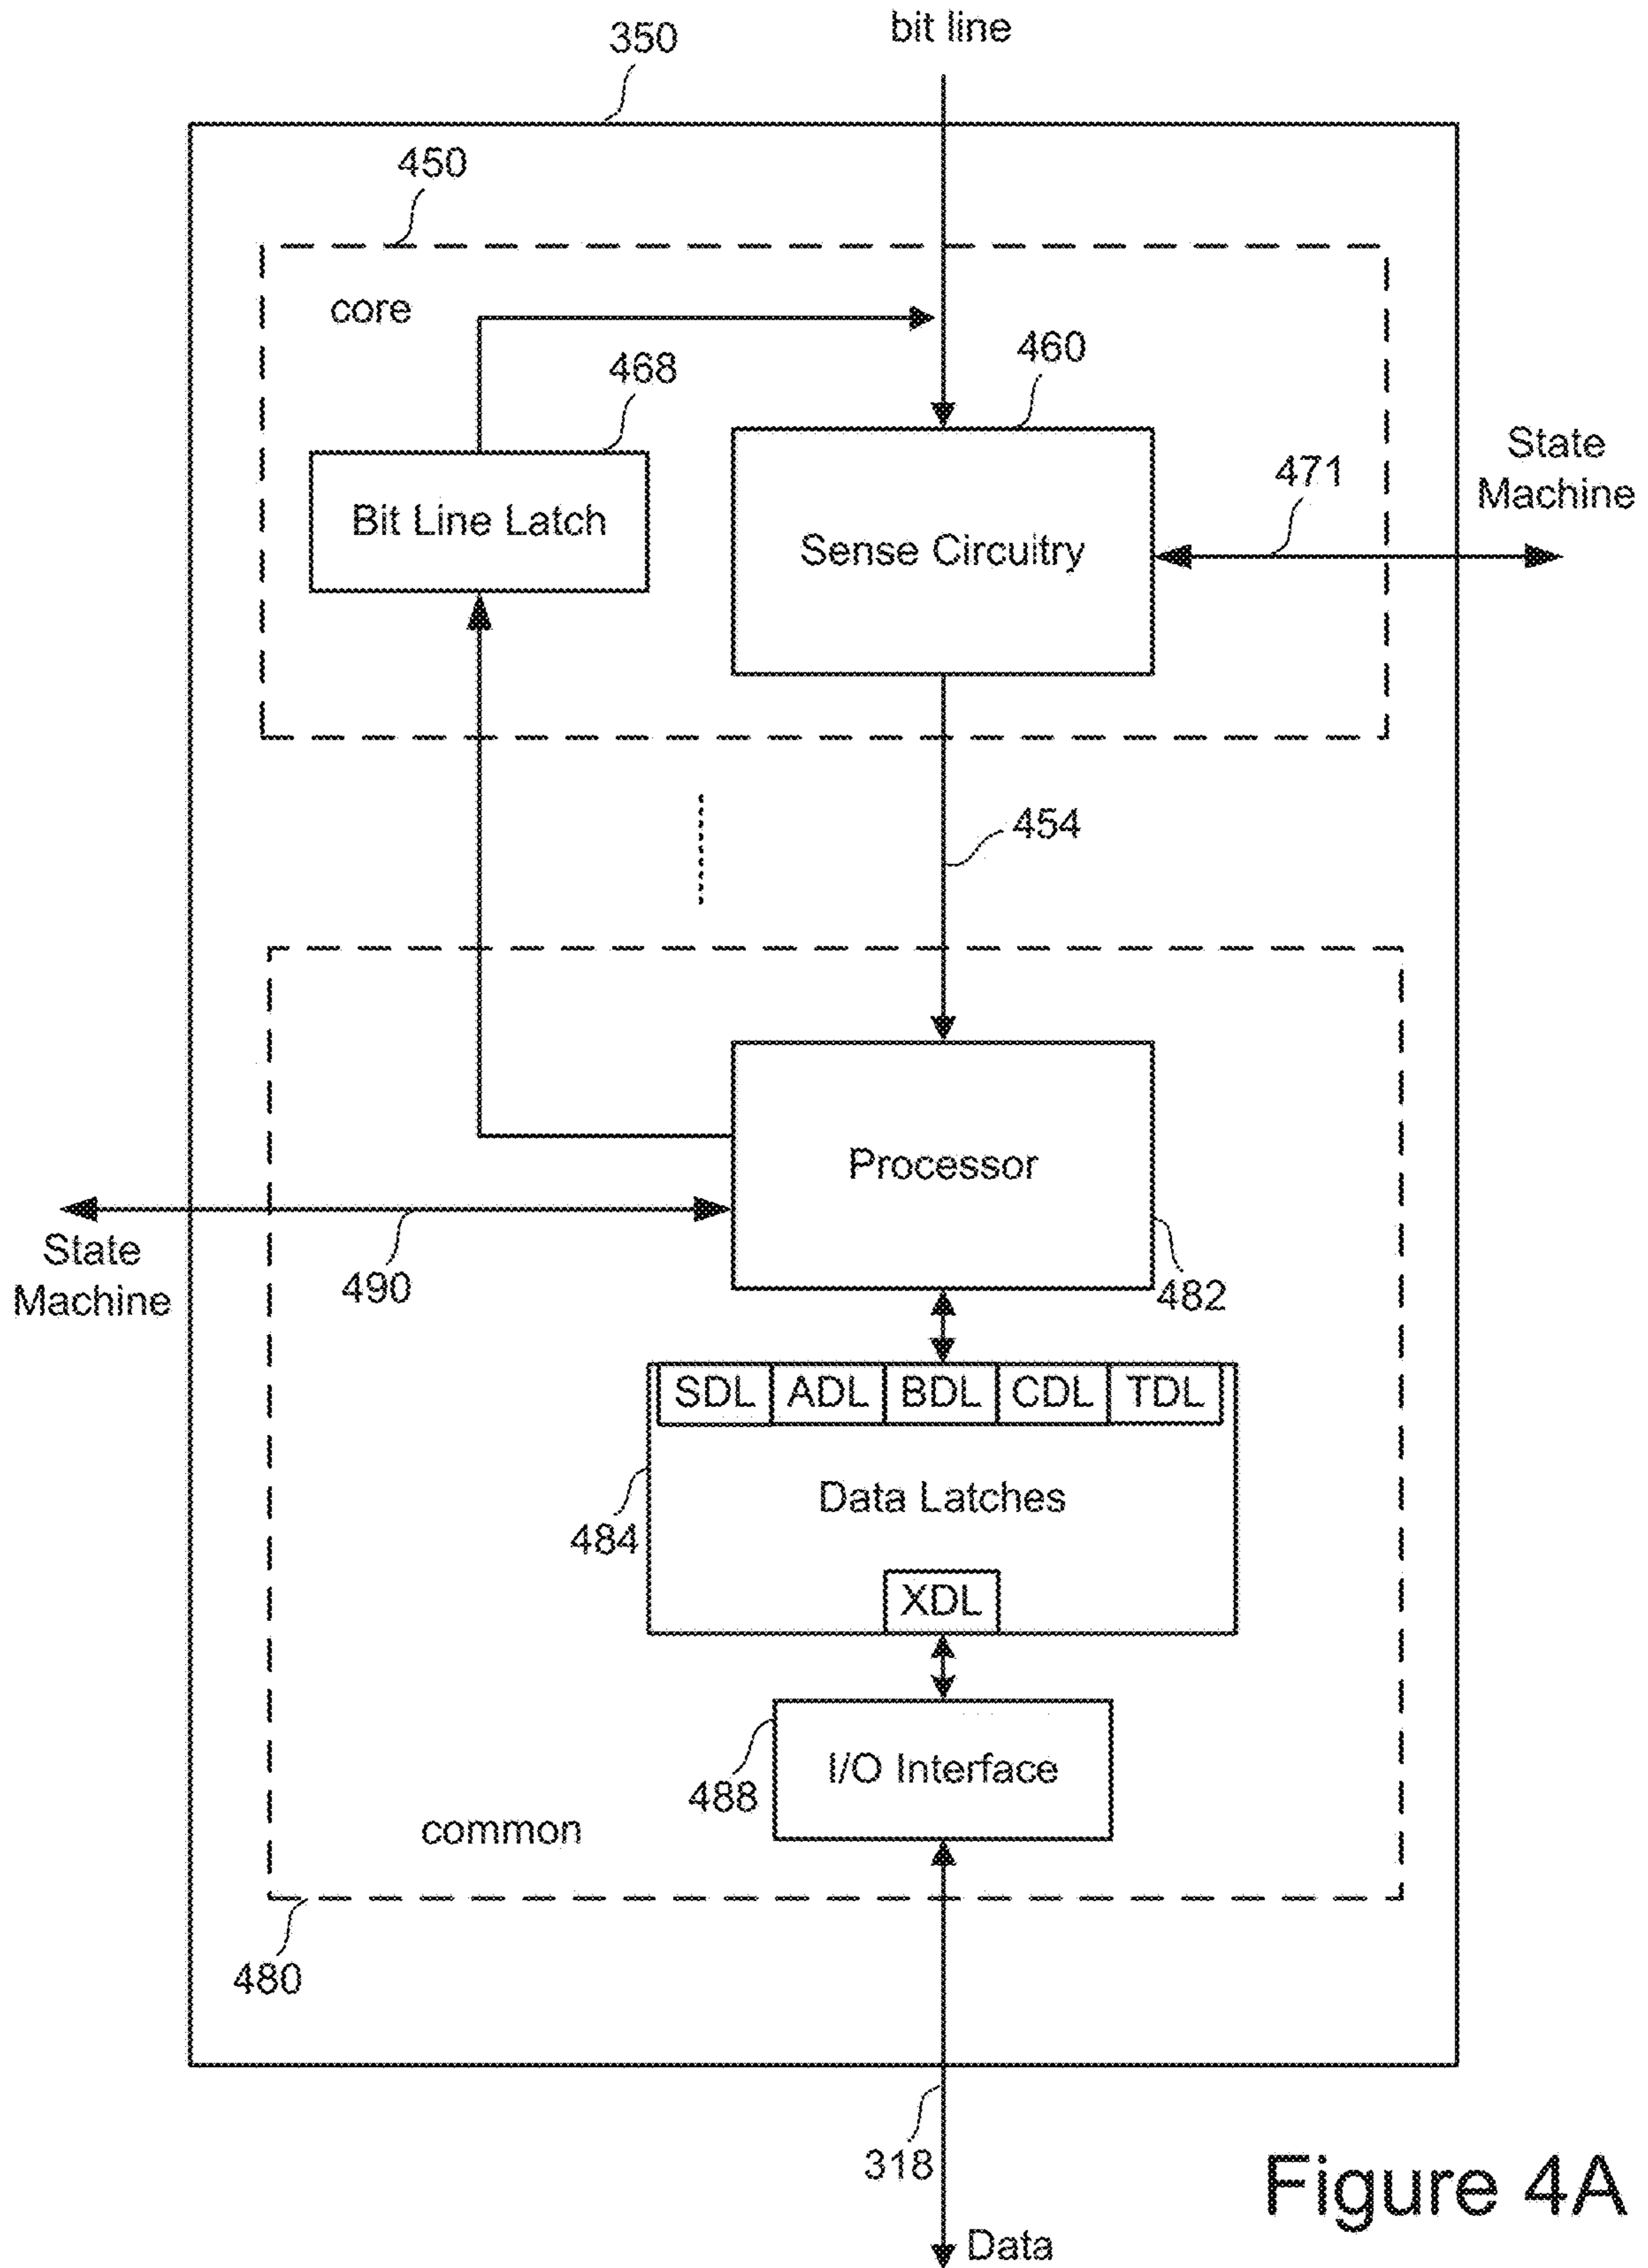 bit line
350
450
core
468
460
State
Machine
471
Bit Line Latch
Sense Circuitry
454
Processor
State
Machine
490
482
SDL ADL BDL CDL TDL
Data Latches
484
XDL
I/O Interface
488
common
480
318
Data
Figure 4A